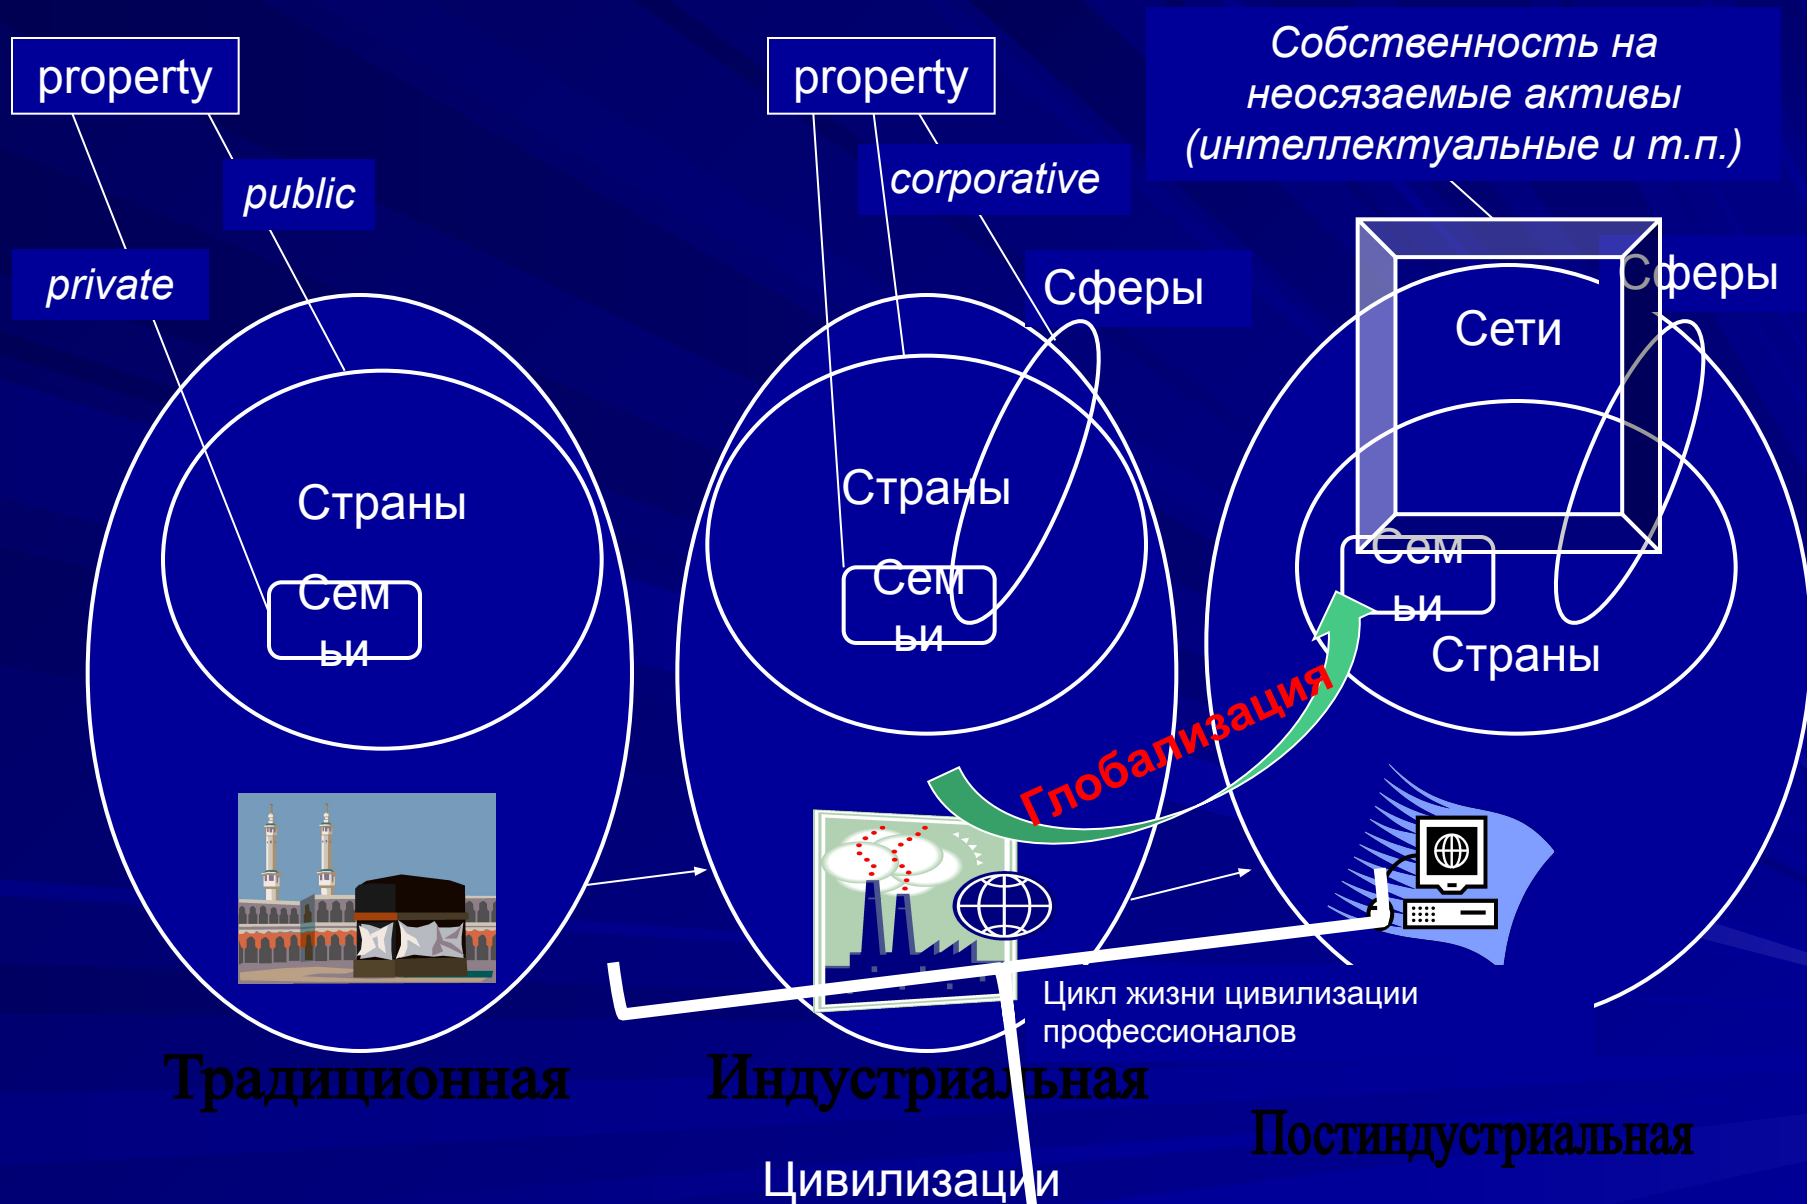 property
property
Собственность на
неосязаемые активы
(интеллектуальные и т.п.)
public
corporative
private
Сферы
Сферы
Сети
Страны
Сем
ьи
Страны
Сем
ьи
Сем
ьи
Страны
Глобализация
Цикл жизни цивилизации
профессионалов
Традиционная
Индустриальная
Постиндустриальная
Цивилизации